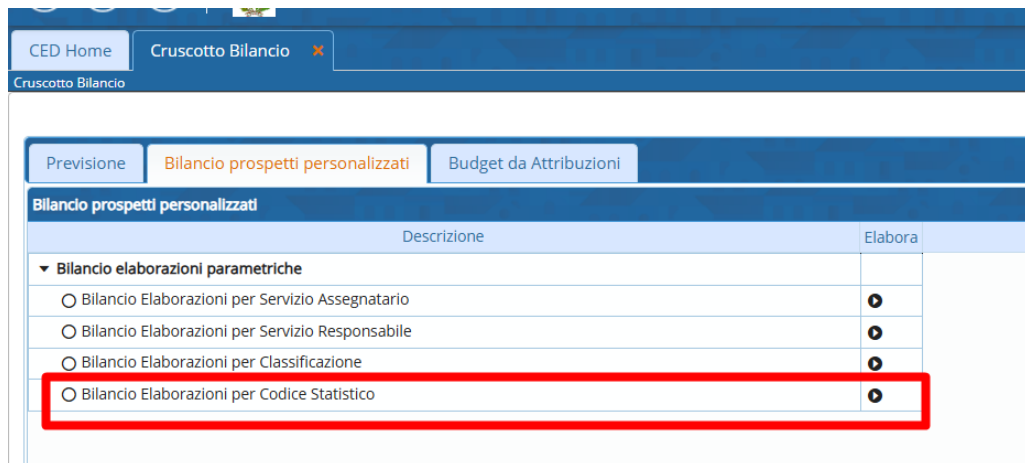 CED Home Cruscotto Bilancio
Cruscotto Bilancio
Previsione Bilancio prospetti personalizzati Budget da Attribuzioni
Bilancio prospetti personalizzati
Descrizione Elabora
Bilancio elaborazioni parametriche
Bilancio Elaborazioni per Servizio Assegnatario
Bilancio Elaborazioni per Servizio Responsabile
Bilancio Elaborazioni per Classificazione
Bilancio Elaborazioni per Codice Statistico